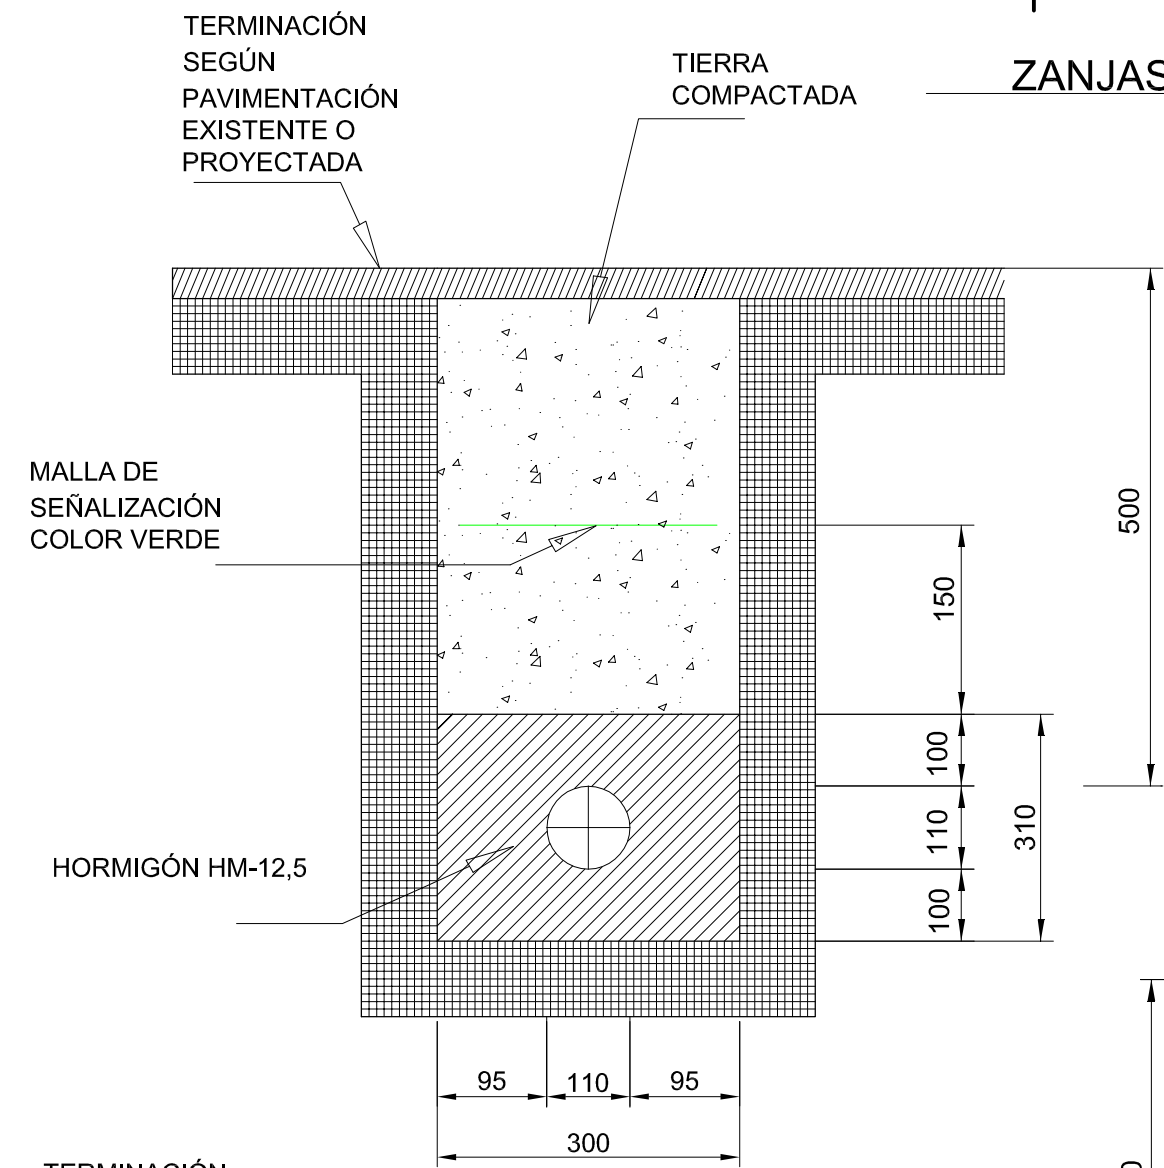 TERMINACIÓN
SEGÚN
PAVIMENTACIÓN
EXISTENTE O
PROYECTADA
TIERRA
COMPACTADA
ZANJAS
MALLA DE
SEÑALIZACIÓN
COLOR VERDE
500
150
100
110
310
100
HORMIGÓN HM-12,5
95
110
95
300
TERMINACIÓN